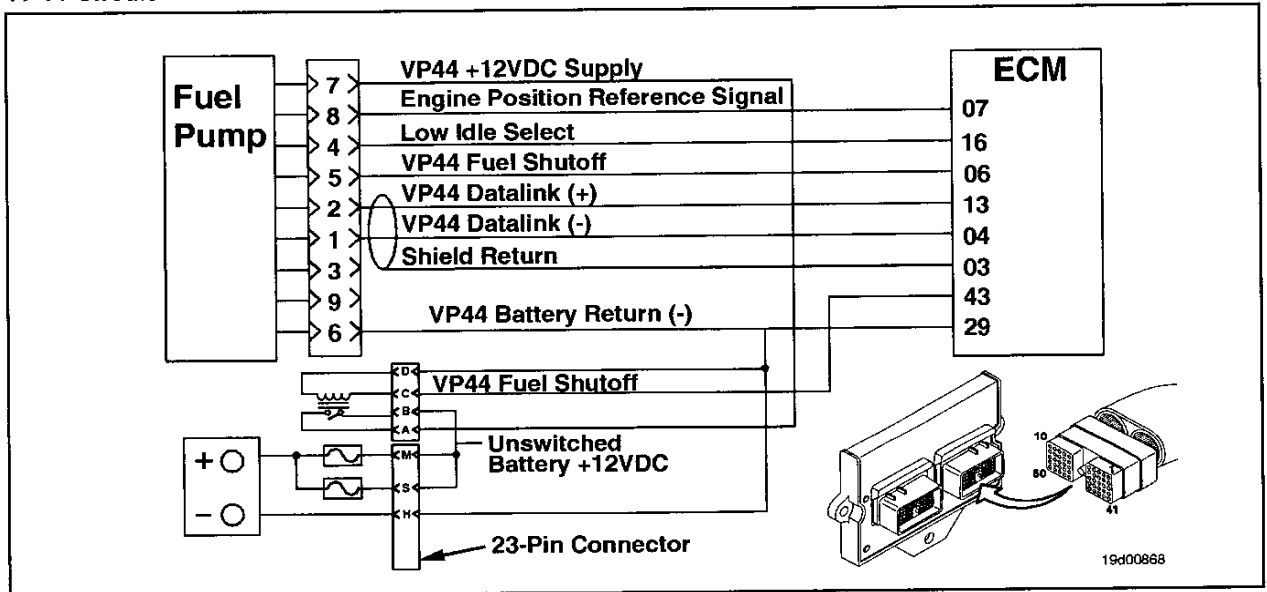 Fuel
Pump
7
8
4
5
2
1
3
9
6
VP44 +12VDC Supply
Engine Position Reference Signal
Low Idle Select
VP44 Fuel Shutoff
VP44 Datalink (+)
VP44 Datalink (-)
Shield Return
VP44 Battery Return (-)
ECM
07
16
06
13
04
03
43
29
D
C
B
A
VP44 Fuel Shutoff
Unswitched
Battery +12VDC
+
-
M
S
H
23-Pin Connector
10
50
1
41
19d00868